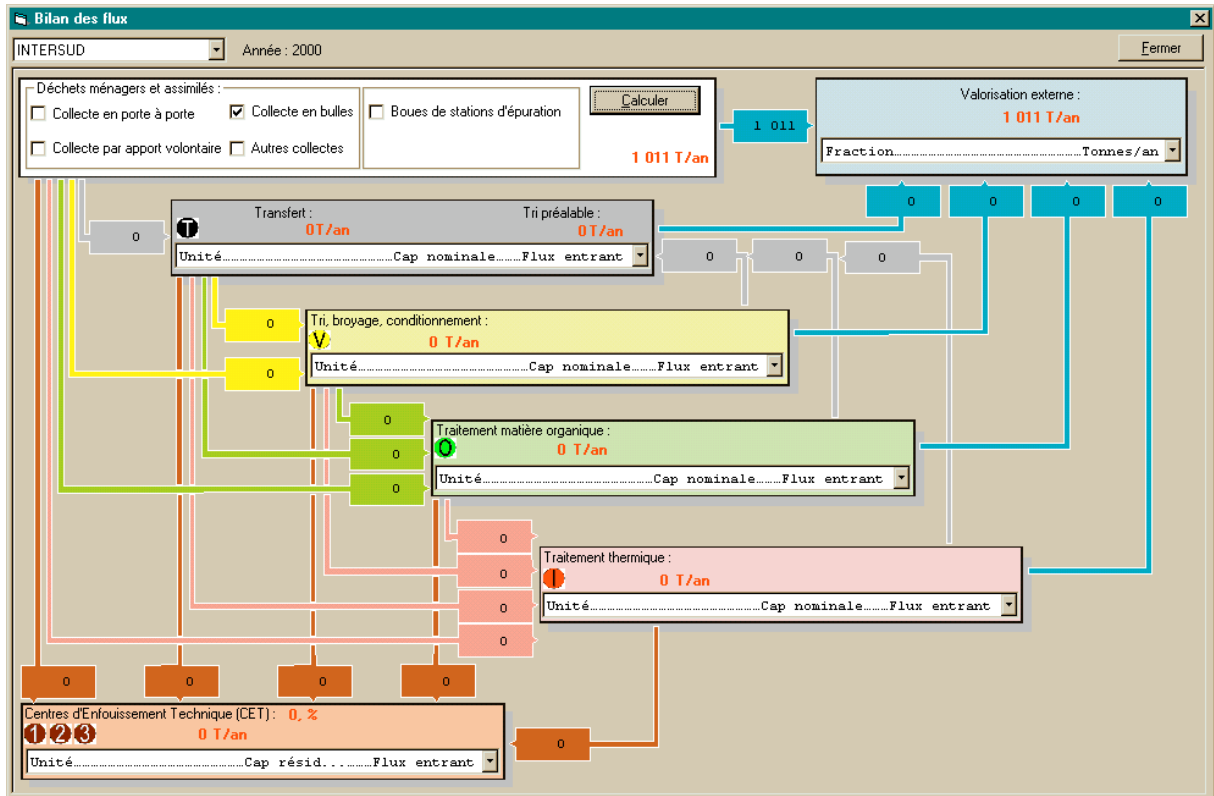 Bilan des flux
INTERSUD Année : 2000 Fermer
Déchets ménagers et assimilés :
Collecte en porte à porte Collecte en bulles Boues de stations d'épuration Calculer
Collecte par apport volontaire Autres collectes
1 011 T/an
1 011
Valorisation externe :
1 011 T/an
Fraction.......................................................Tonnes/an
0 0 0 0
0
Transfert : Tri préalable :
T 0T/an 0T/an
Unité..................................................Cap nominale.......Flux entrant
0 0 0
0
Tri, broyage, conditionnement :
V 0 T/an
Unité..................................................Cap nominale.......Flux entrant
0
0
Traitement matière organique :
O 0 T/an
0
Unité..................................................Cap nominale.......Flux entrant
0
0
Traitement thermique :
I 0 T/an
0
Unité..................................................Cap nominale.......Flux entrant
0
0
0 0 0 0
Centres d'Enfouissement Technique (CET) : 0, %
1 2 3 0 T/an
Unité..................................................Cap résid..........Flux entrant
0